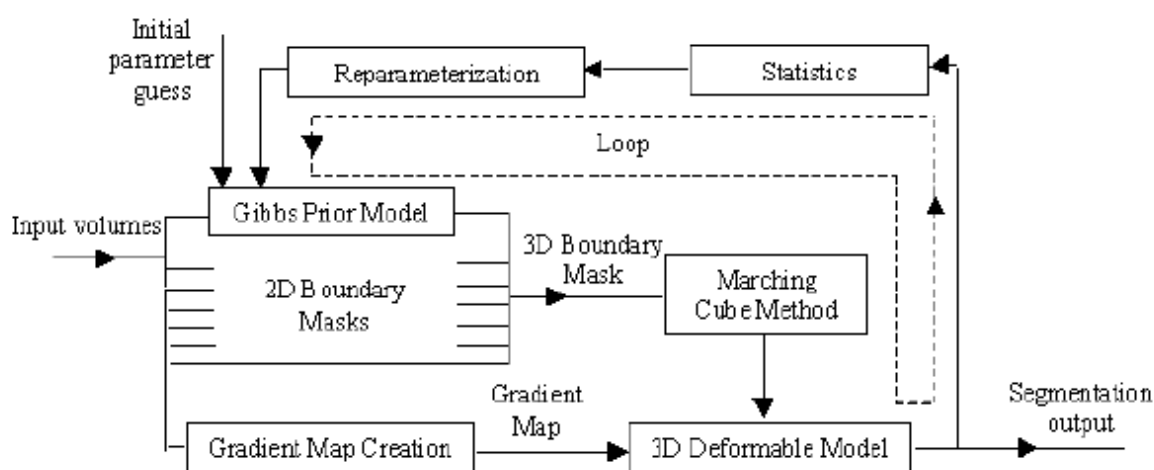 Initial
parameter
guess
Reparameterization
Statistics
Loop
Gibbs Prior Model
Input volumes
2D Boundary
Masks
3D Boundary
Mask
Marching
Cube Method
Gradient
Map
Gradient Map Creation
3D Deformable Model
Segmentation
output